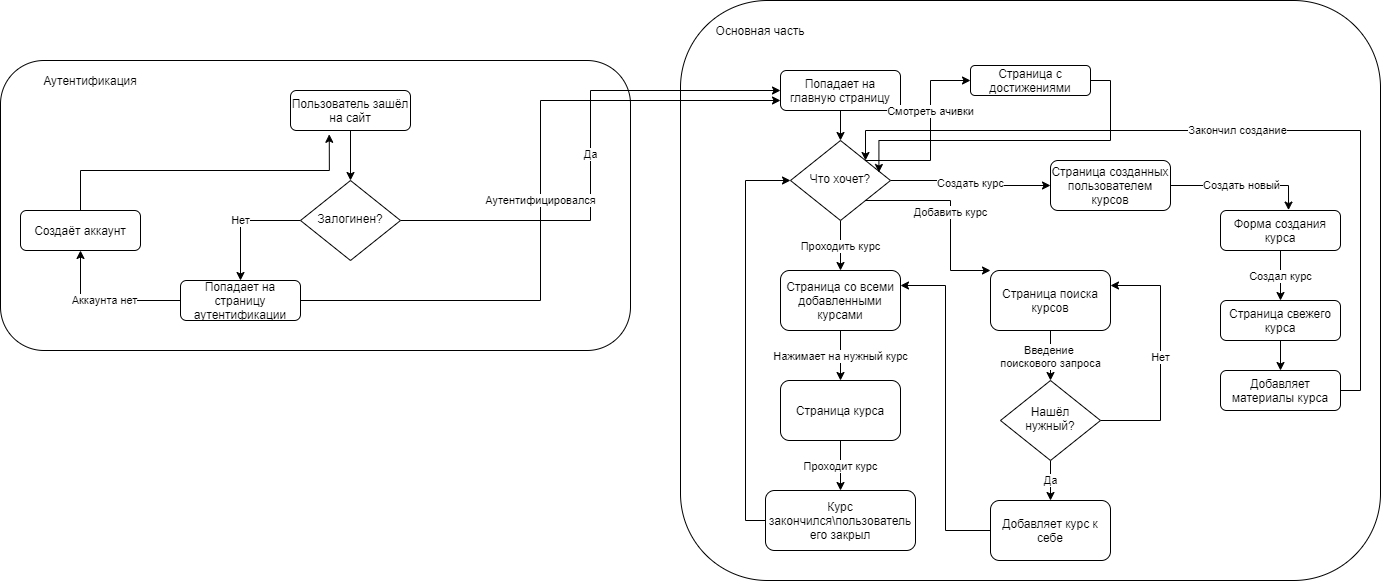 Аутентификация
Пользователь зашёл
на сайт
Да
Аутентифицировался
Нет
Залогинен?
Создаёт аккаунт
Аккаунта нет
Попадает на
страницу
аутентификации
Основная часть
Попадает на
главную страницу
Страница с
достижениями
Смотреть ачивки
Закончил создание
Что хочет?
Создать курс
Страница созданных
пользователем
курсов
Создать новый
Добавить курс
Форма создания
курса
Проходить курс
Создал курс
Страница со всеми
добавленными
курсами
Страница поиска
курсов
Страница свежего
курса
Нажимает на нужный курс
Введение
поискового запроса
Нет
Добавляет
материалы курса
Страница курса
Нашёл
нужный?
Проходит курс
Да
Курс
закончился\пользователь
его закрыл
Добавляет курс к
себе